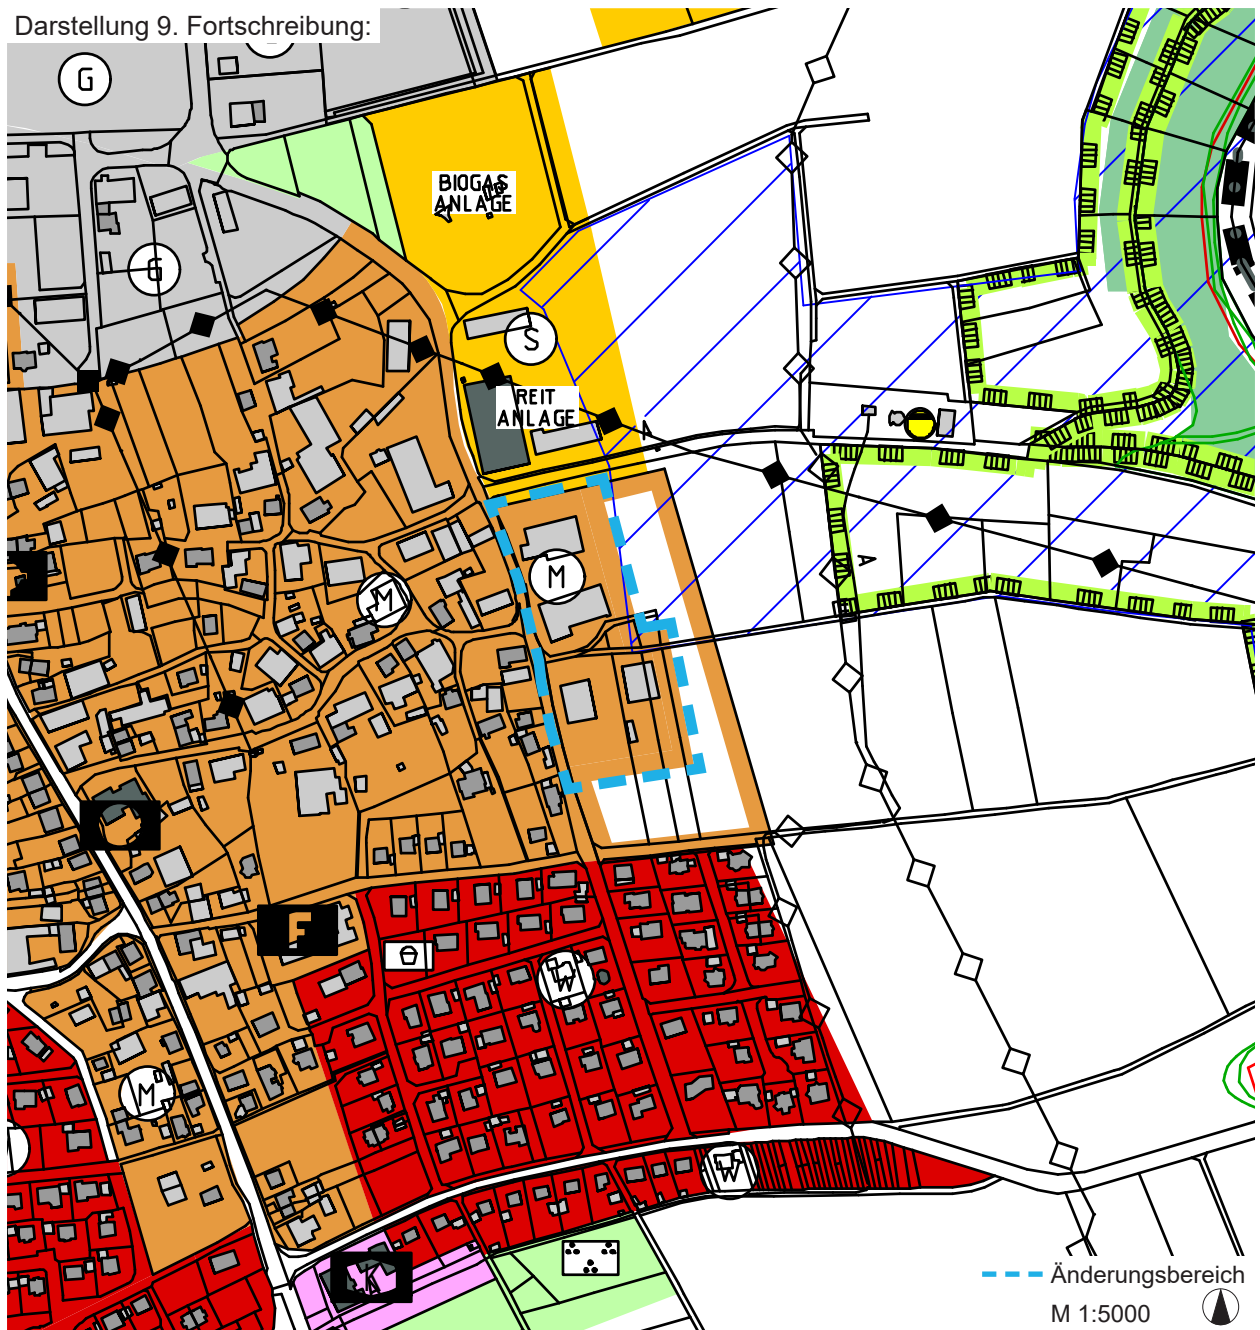 Darstellung 9. Fortschreibung:
G
G
BIOGAS
ANLAGE
S
REIT
ANLAGE
A
A
M
M
F
W
M
W
K
Änderungsbereich
M 1:5000